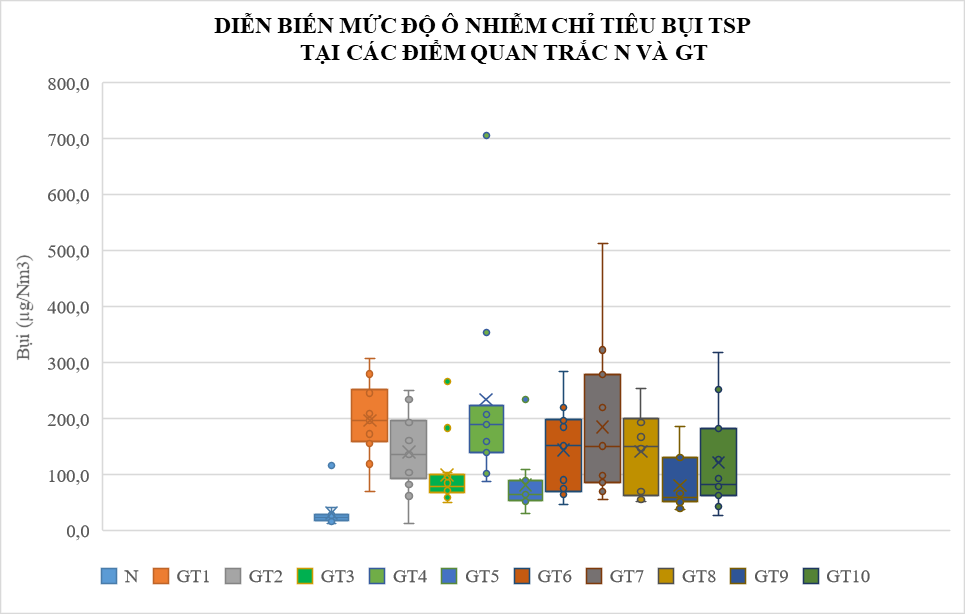 DIỄN BIẾN MỨC ĐỘ Ô NHIỄM CHỈ TIÊU BỤI TSP
TẠI CÁC ĐIỂM QUAN TRẮC N VÀ GT
800,0
700,0
600,0
500,0
400,0
300,0
200,0
100,0
0,0
Bụi (µg/Nm3)
N GT1 GT2 GT3 GT4 GT5 GT6 GT7 GT8 GT9 GT10